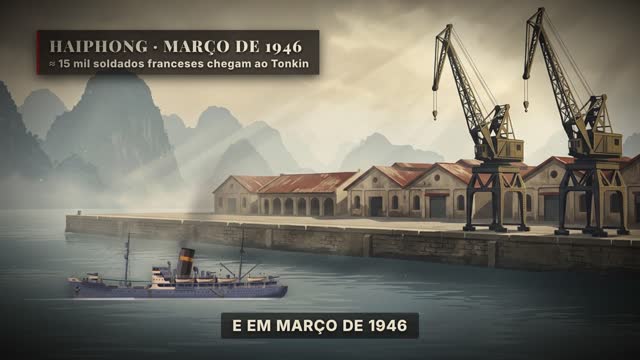 HAIPHONG · MARÇO DE 1946
≈ 15 mil soldados franceses chegam ao Tonkin
E EM MARÇO DE 1946